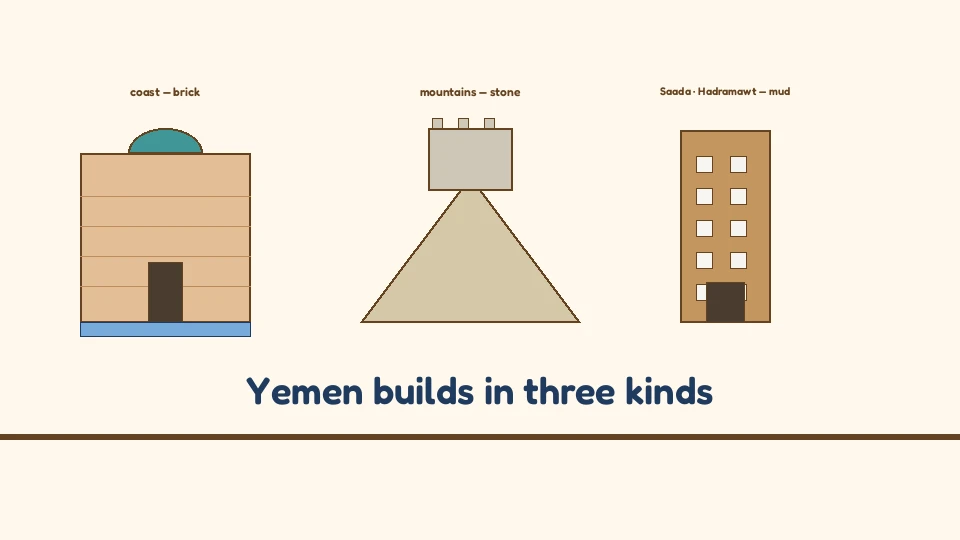 coast – brick
mountains – stone
Saada · Hadramawt – mud
Yemen builds in three kinds